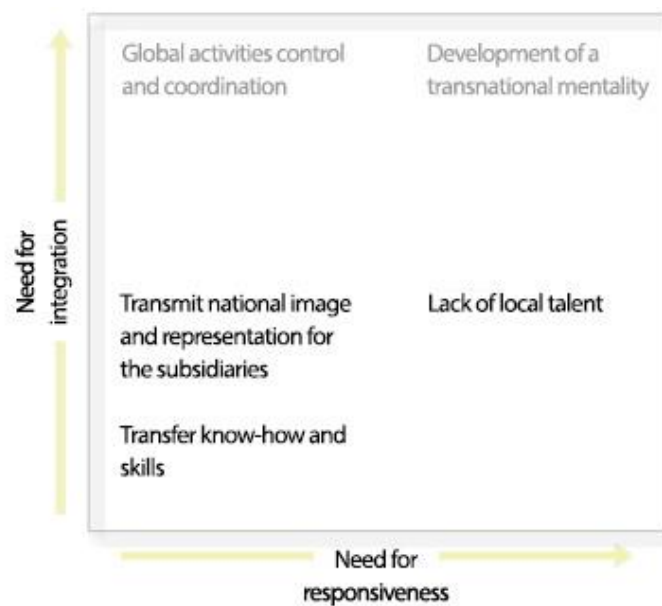 Global activities control
and coordination
Development of a
transnational mentality
Need for
integration
Transmit national image
and representation for
the subsidiaries
Lack of local talent
Transfer know-how and
skills
Need for
responsiveness